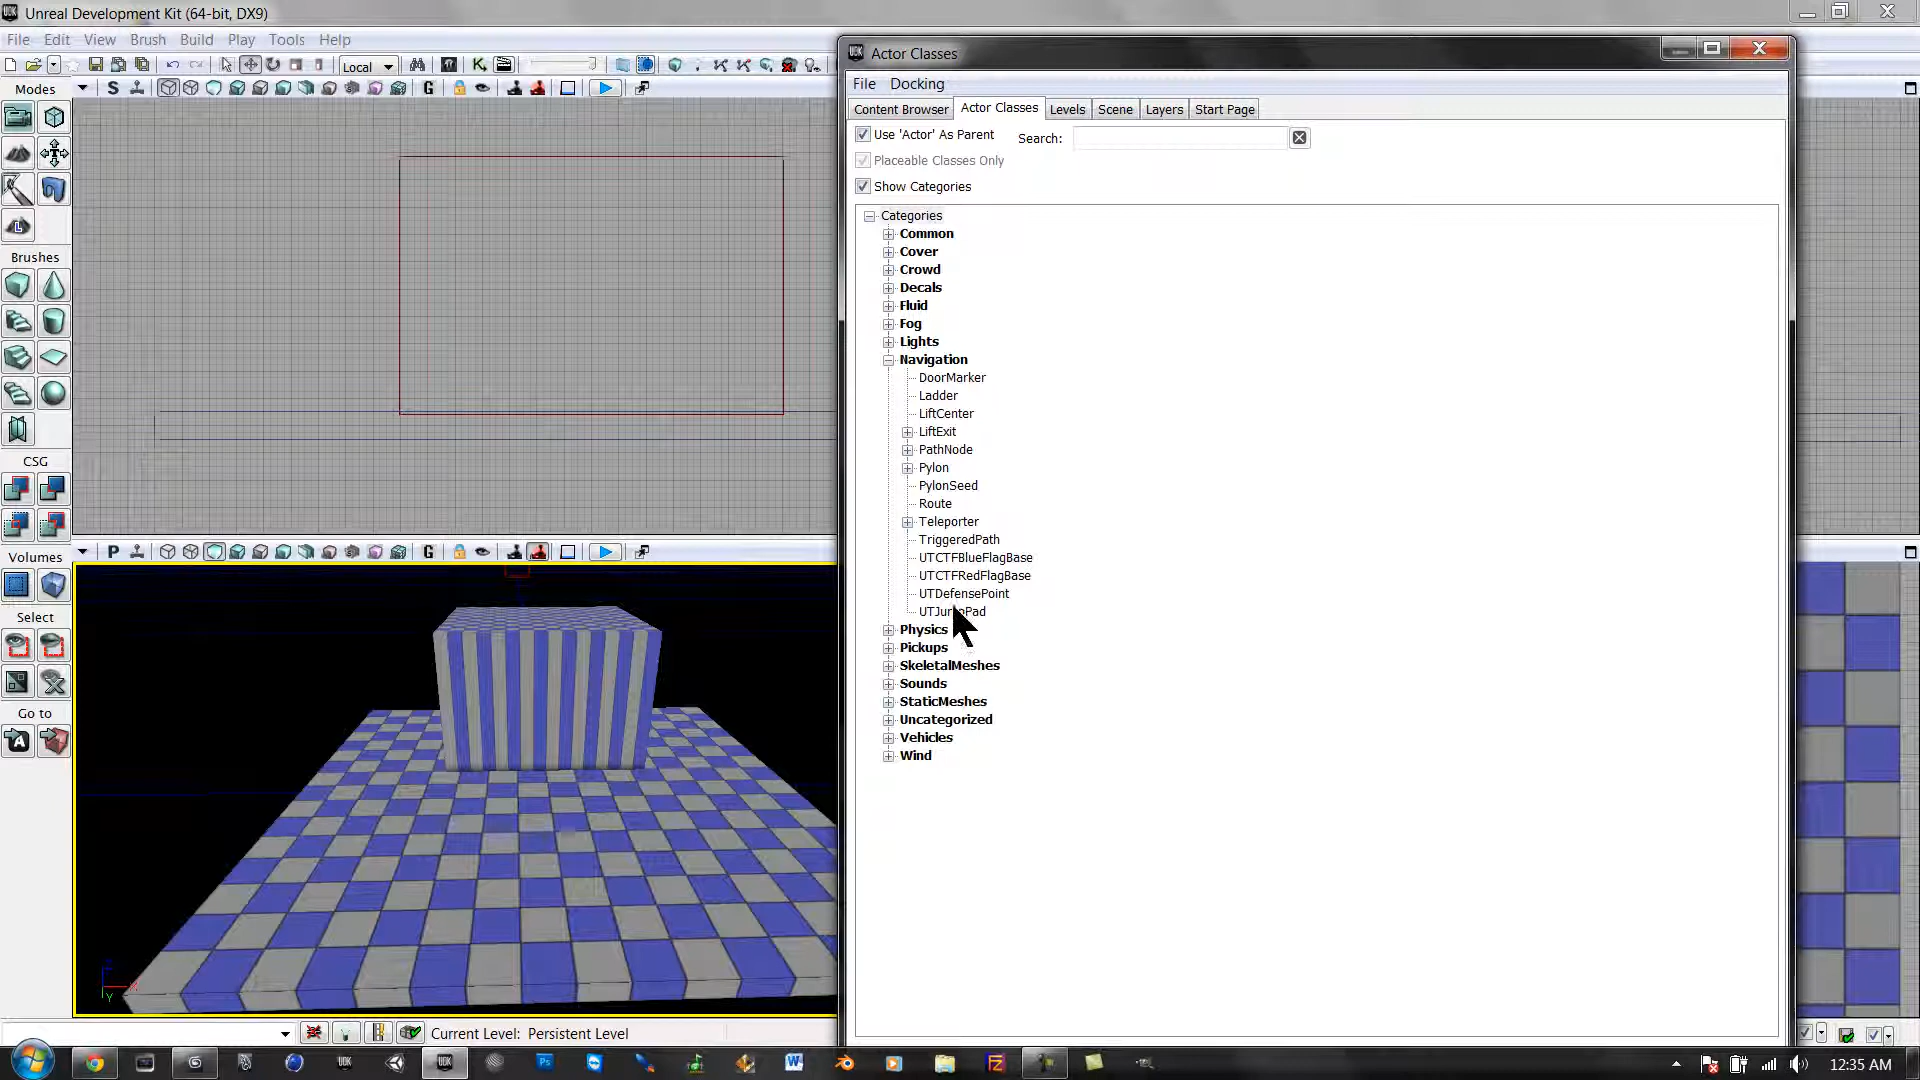 Unreal Development Kit (64-bit, DX9)
File Edit View Brush Build Play Tools Help
Local
Modes
S
G
L
Brushes
CSG
Volumes
Select
Go to
A
P
G
Z
X
Y
Current Level: Persistent Level
Actor Classes
File Docking
Content Browser Actor Classes Levels Scene Layers Start Page
Use 'Actor' As Parent Search:
Placeable Classes Only
Show Categories
Categories
Common
Cover
Crowd
Decals
Fluid
Fog
Lights
Navigation
DoorMarker
Ladder
LiftCenter
LiftExit
PathNode
Pylon
PylonSeed
Route
Teleporter
TriggeredPath
UTCTFBlueFlagBase
UTCTFRedFlagBase
UTDefensePoint
UTJumpPad
Physics
Pickups
SkeletalMeshes
Sounds
StaticMeshes
Uncategorized
Vehicles
Wind
12:35 AM